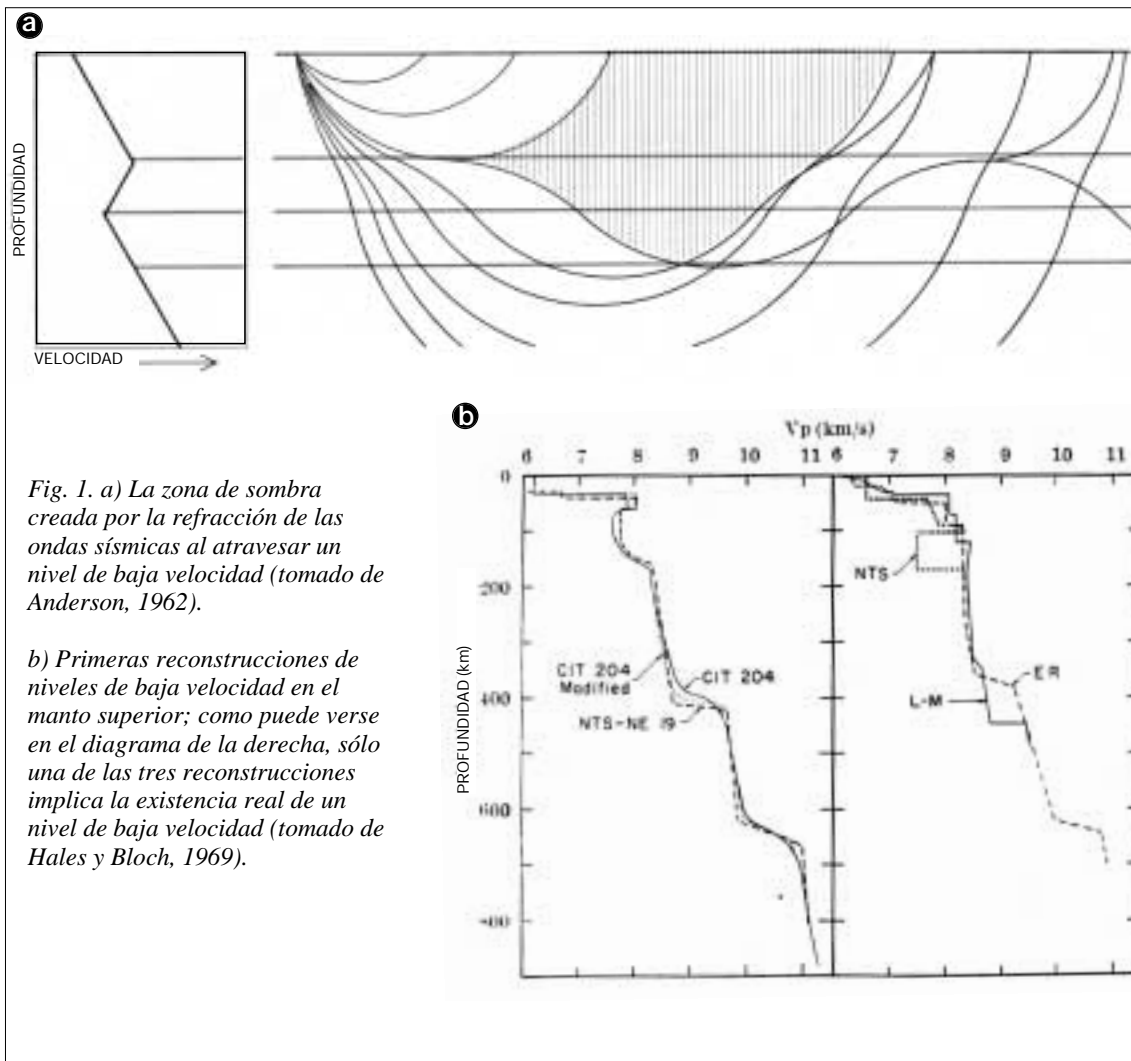 a
PROFUNDIDAD
VELOCIDAD
b
Vp (km/s)
6 7 8 9 10 11 6 7 8 9 10 11
0
200
400
600
800
PROFUNDIDAD (km)
CIT 204
Modified
CIT 204
NTS-NE 19
NTS
ER
L-M
Fig. 1. a) La zona de sombra
creada por la refracción de las
ondas sísmicas al atravesar un
nivel de baja velocidad (tomado de
Anderson, 1962).
b) Primeras reconstrucciones de
niveles de baja velocidad en el
manto superior; como puede verse
en el diagrama de la derecha, sólo
una de las tres reconstrucciones
implica la existencia real de un
nivel de baja velocidad (tomado de
Hales y Bloch, 1969).